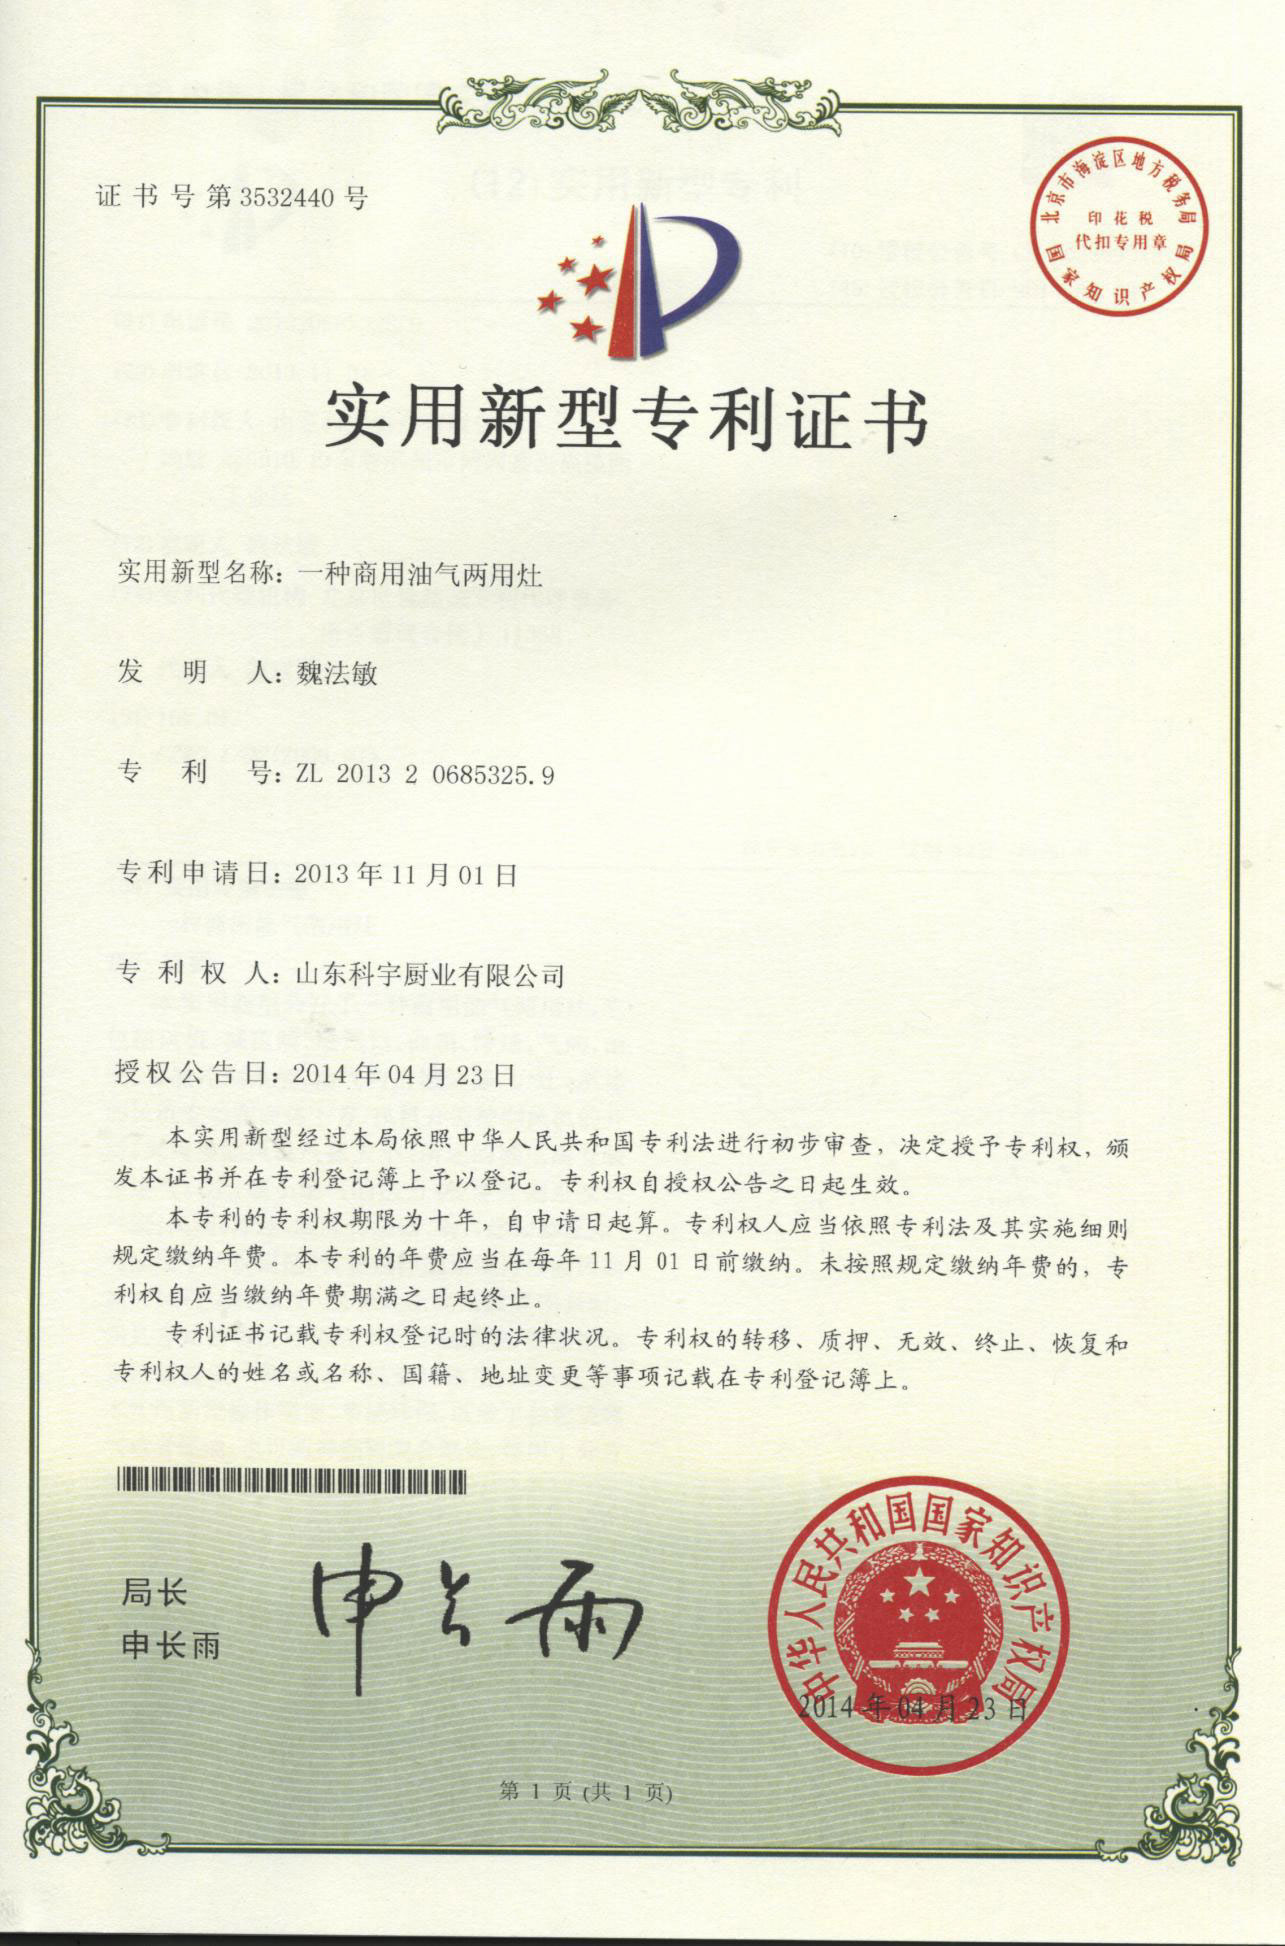 证书号第3532440号
北京市海淀区地方税务局
印花税
代扣专用章
国家知识产权局
实用新型专利证书
实用新型名称：一种商用油气两用灶
发明人：魏法敏
专利号：ZL 2013 2 0685325.9
专利申请日：2013年11月01日
专利权人：山东科宇厨业有限公司
授权公告日：2014年04月23日
本实用新型经过本局依照中华人民共和国专利法进行初步审查，决定授予专利权，颁
发本证书并在专利登记簿上予以登记。专利权自授权公告之日起生效。
本专利的专利权期限为十年，自申请日起算。专利权人应当依照专利法及其实施细则
规定缴纳年费。本专利的年费应当在每年11月01日前缴纳。未按照规定缴纳年费的，专
利权自应当缴纳年费期满之日起终止。
专利证书记载专利权登记时的法律状况。专利权的转移、质押、无效、终止、恢复和
专利权人的姓名或名称、国籍、地址变更等事项记载在专利登记簿上。
局长
申长雨
申长雨
中华人民共和国国家知识产权局
2014年04月23日
第1页(共1页)